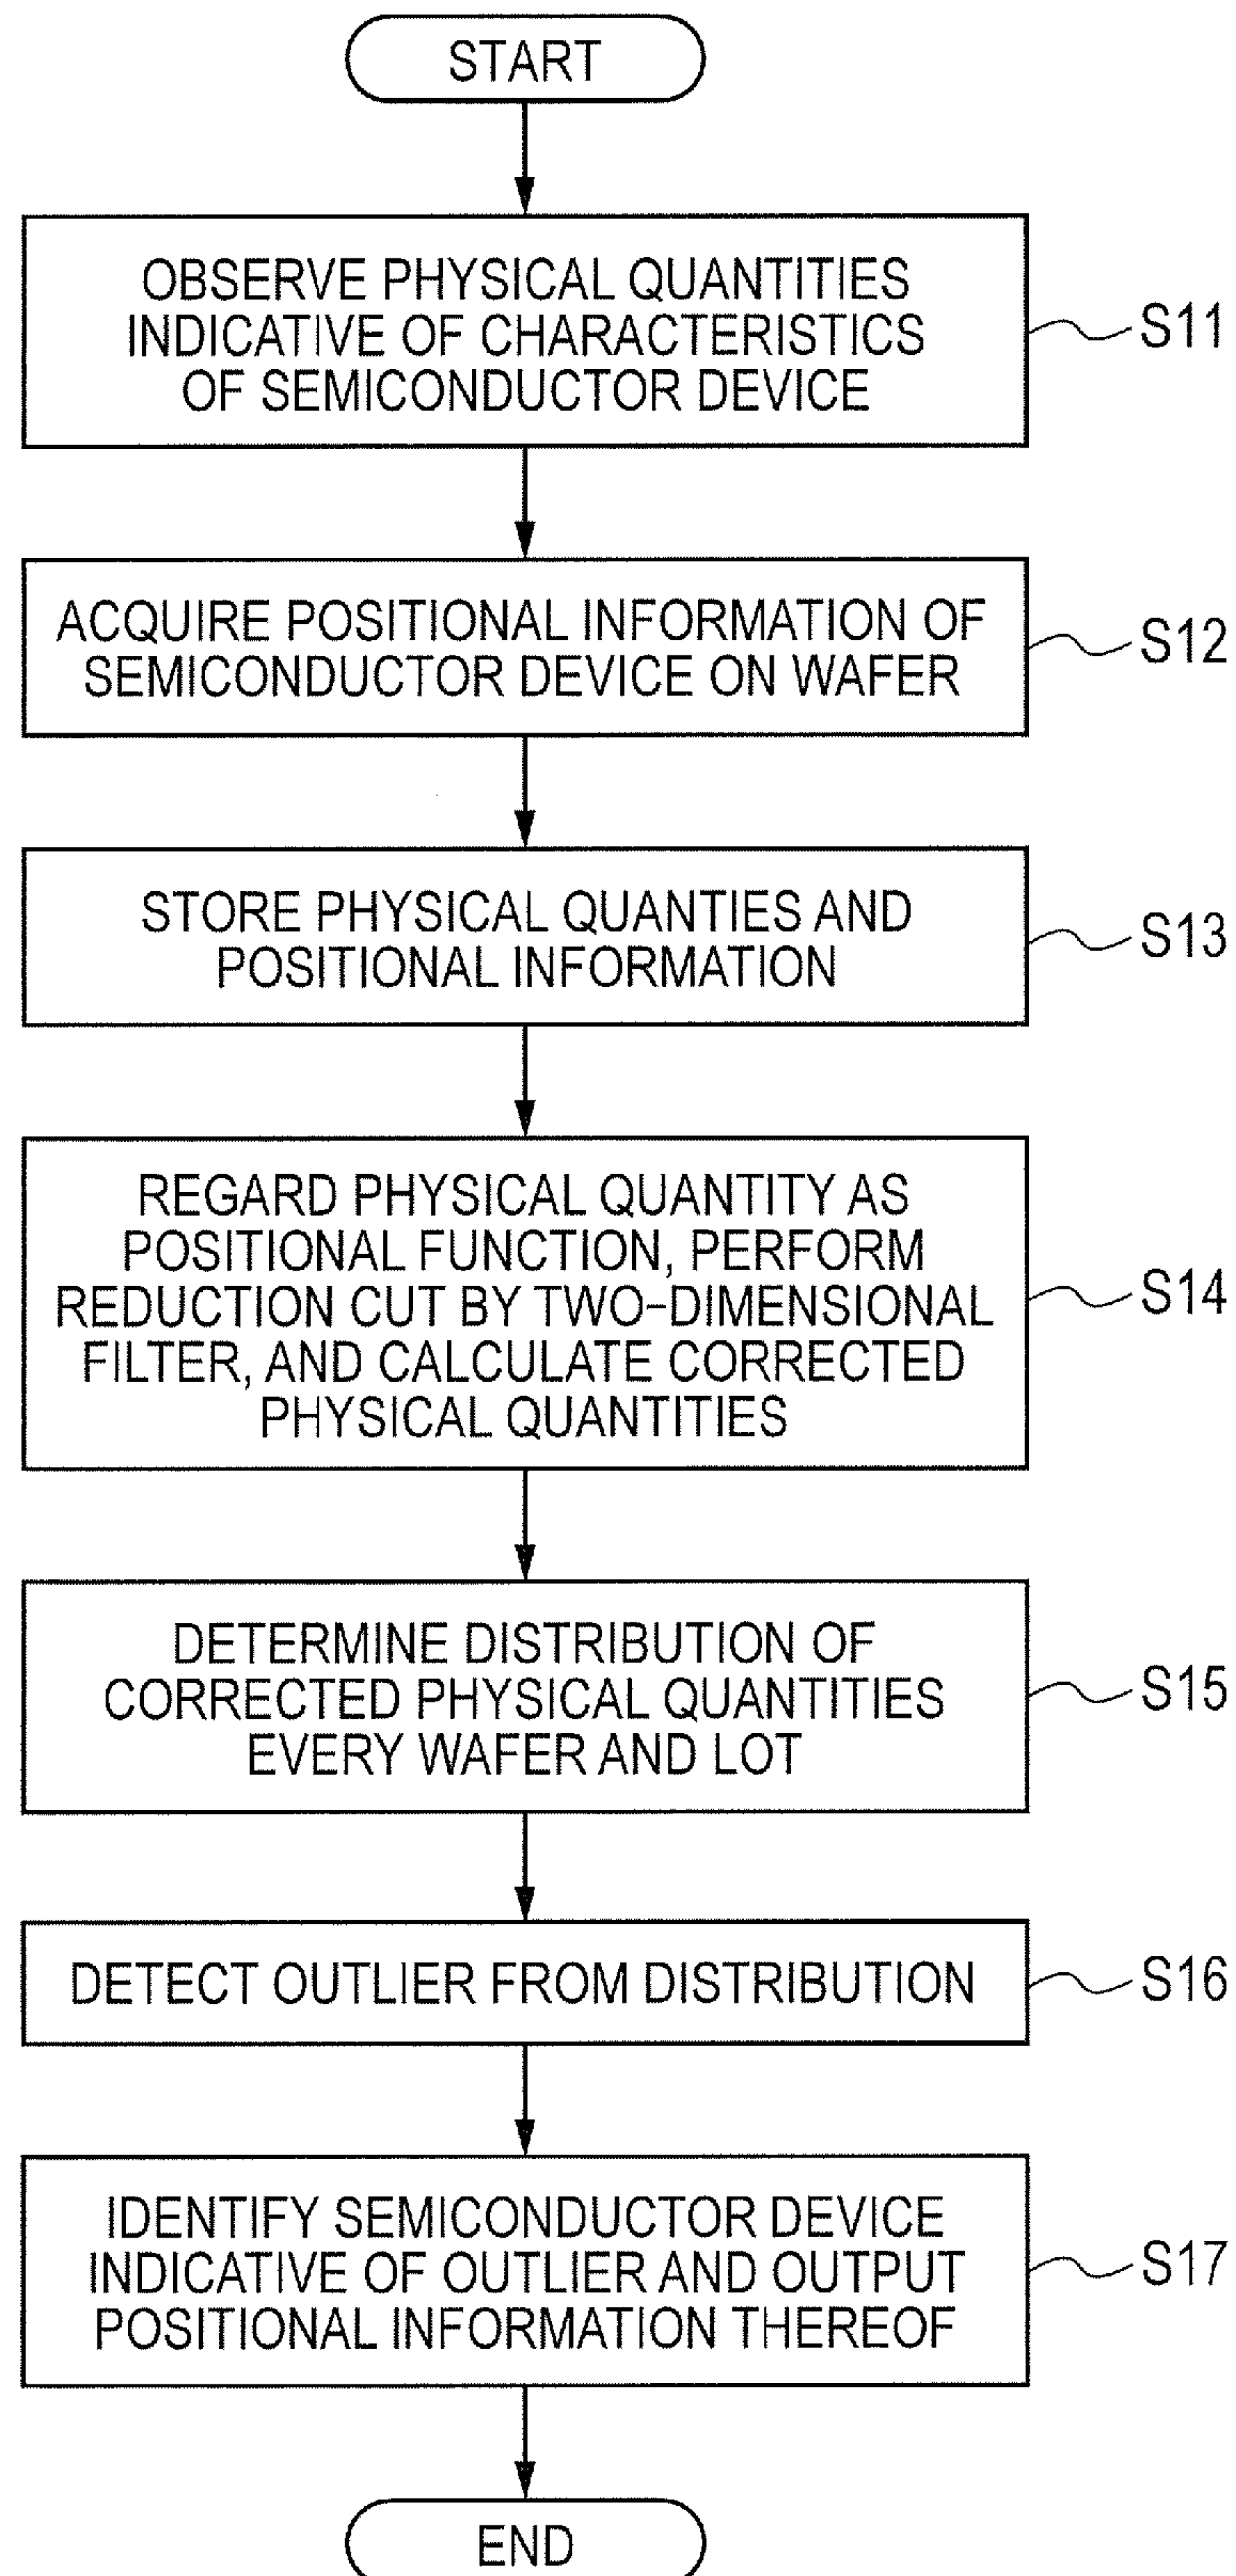 START
OBSERVE PHYSICAL QUANTITIES
INDICATIVE OF CHARACTERISTICS
OF SEMICONDUCTOR DEVICE
S11
ACQUIRE POSITIONAL INFORMATION OF
SEMICONDUCTOR DEVICE ON WAFER
S12
STORE PHYSICAL QUANTIES AND
POSITIONAL INFORMATION
S13
REGARD PHYSICAL QUANTITY AS
POSITIONAL FUNCTION, PERFORM
REDUCTION CUT BY TWO-DIMENSIONAL
FILTER, AND CALCULATE CORRECTED
PHYSICAL QUANTITIES
S14
DETERMINE DISTRIBUTION OF
CORRECTED PHYSICAL QUANTITIES
EVERY WAFER AND LOT
S15
DETECT OUTLIER FROM DISTRIBUTION
S16
IDENTIFY SEMICONDUCTOR DEVICE
INDICATIVE OF OUTLIER AND OUTPUT
POSITIONAL INFORMATION THEREOF
S17
END